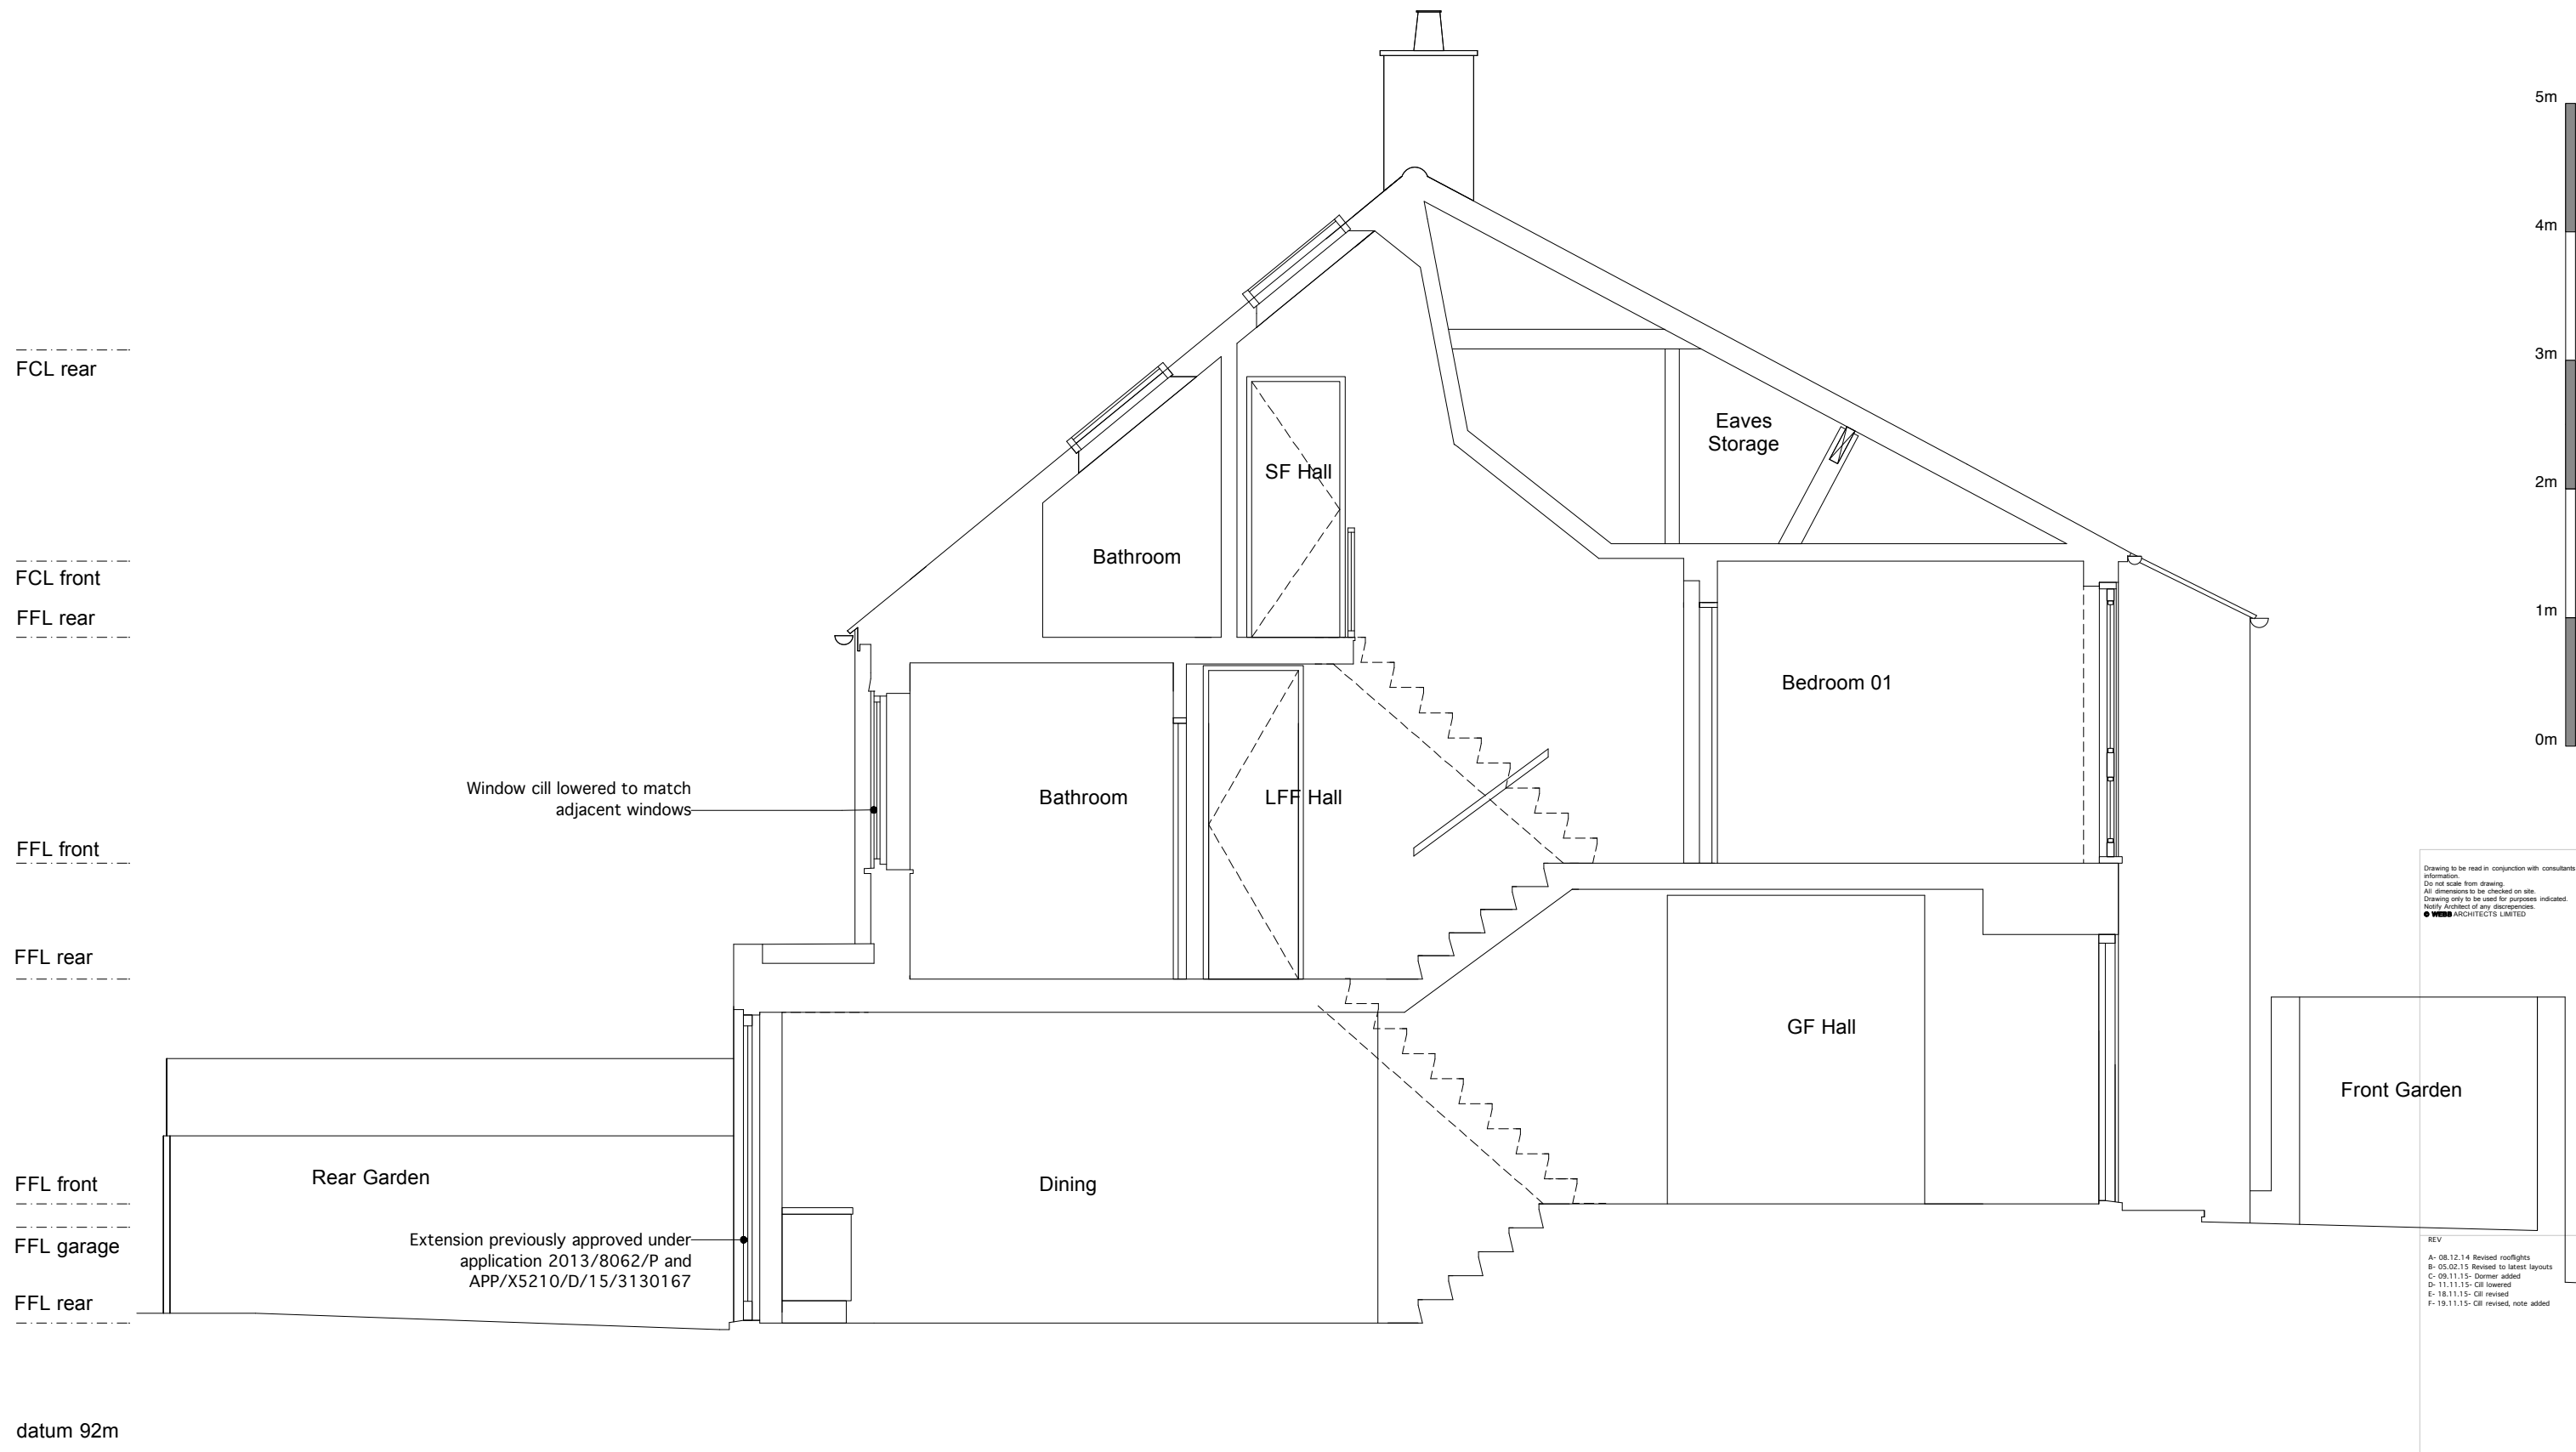 5m
4m
3m
2m
1m
0m
FCL rear
FCL front
FFL rear
FFL front
FFL rear
FFL front
FFL garage
FFL rear
datum 92m
Eaves
Storage
SF Hall
Bathroom
Bedroom 01
Window cill lowered to match
adjacent windows
Bathroom
LFF Hall
GF Hall
Front Garden
Rear Garden
Dining
Extension previously approved under
application 2013/8062/P and
APP/X5210/D/15/3130167
Drawing to be read in conjunction with consultants
information.
Do not scale from drawing.
All dimensions to be checked on site.
Drawing only to be used for purposes indicated.
Notify Architect of any discrepencies.
© WEBB ARCHITECTS LIMITED
REV
A- 08.12.14 Revised rooflights
B- 05.02.15 Revised to latest layouts
C- 09.11.15- Dormer added
D- 11.11.15- Cill lowered
E- 18.11.15- Cill revised
F- 19.11.15- Cill revised, note added